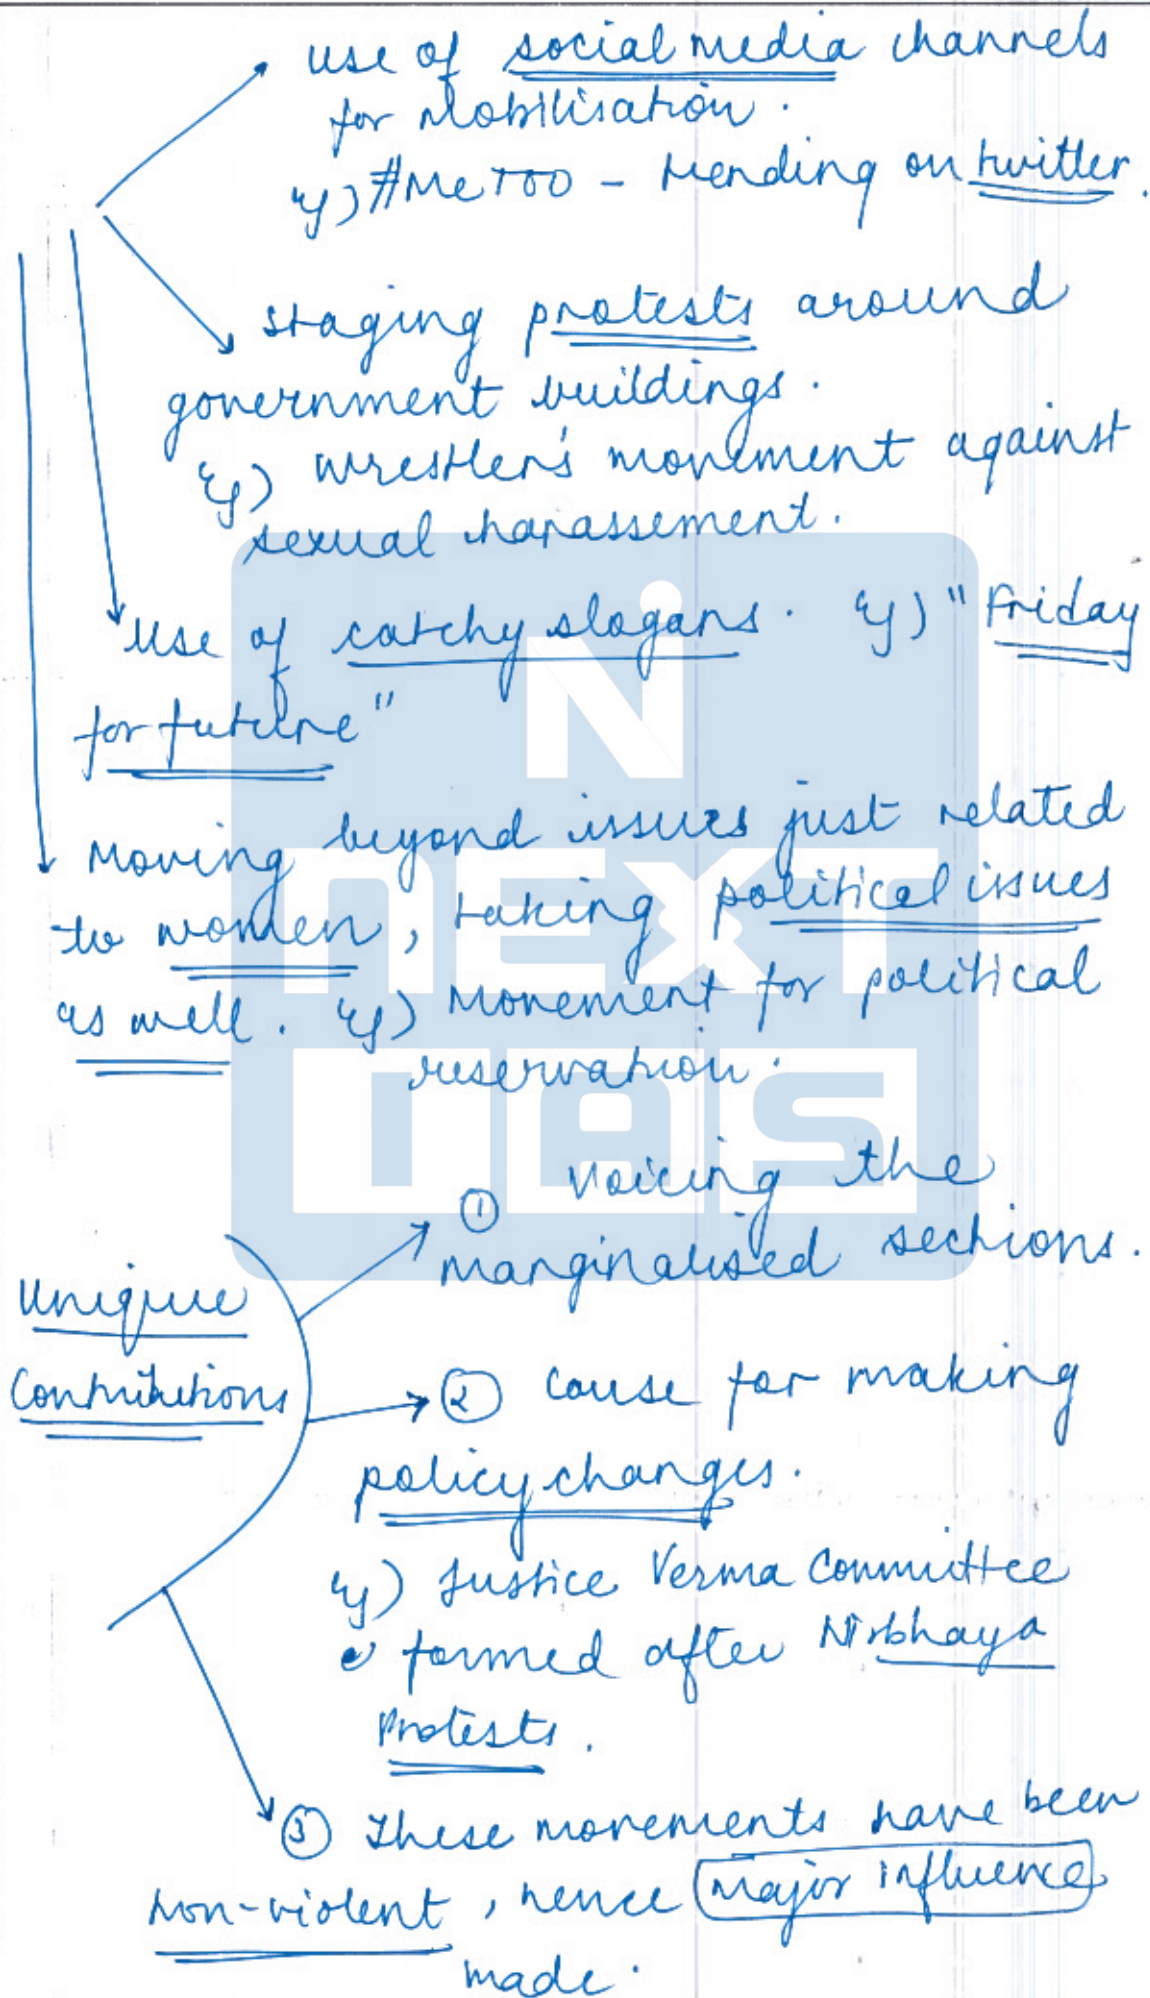 use of social media channels
for mobilisation.
eg) #MeToo - trending on twitter.
staging protests around
government buildings.
eg) wrestler's movement against
sexual harassement.
Use of catchy slogans. eg) "Friday
for future"
Moving beyond issues just related
to women, taking political issues
as well. eg) Movement for political
reservation.
NEXT
IAS
Unique
Contributions
① Voicing the
marginalised sections.
② Cause for making
policy changes.
eg) Justice Verma Committee
formed after Nirbhaya
Protests.
③ These movements have been
non-violent, hence major influence
made.